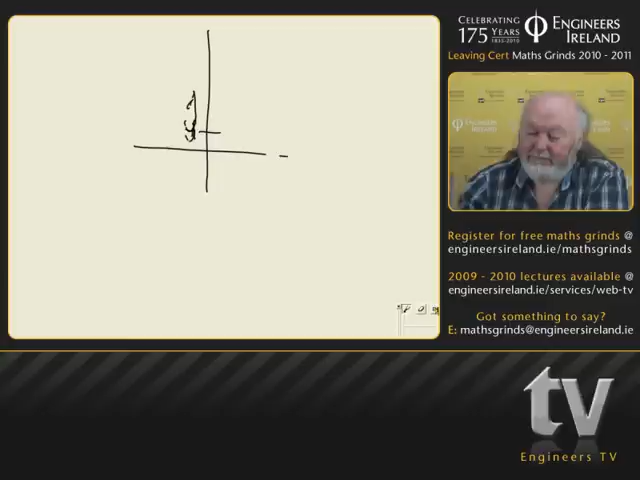 CELEBRATING
175 YEARS
1835-2010
ENGINEERS
IRELAND
Leaving Cert Maths Grinds 2010 - 2011
Register for free maths grinds @
engineersireland.ie/mathsgrinds
2009 - 2010 lectures available @
engineersireland.ie/services/web-tv
Got something to say?
E: mathsgrinds@engineersireland.ie
tv
Engineers TV